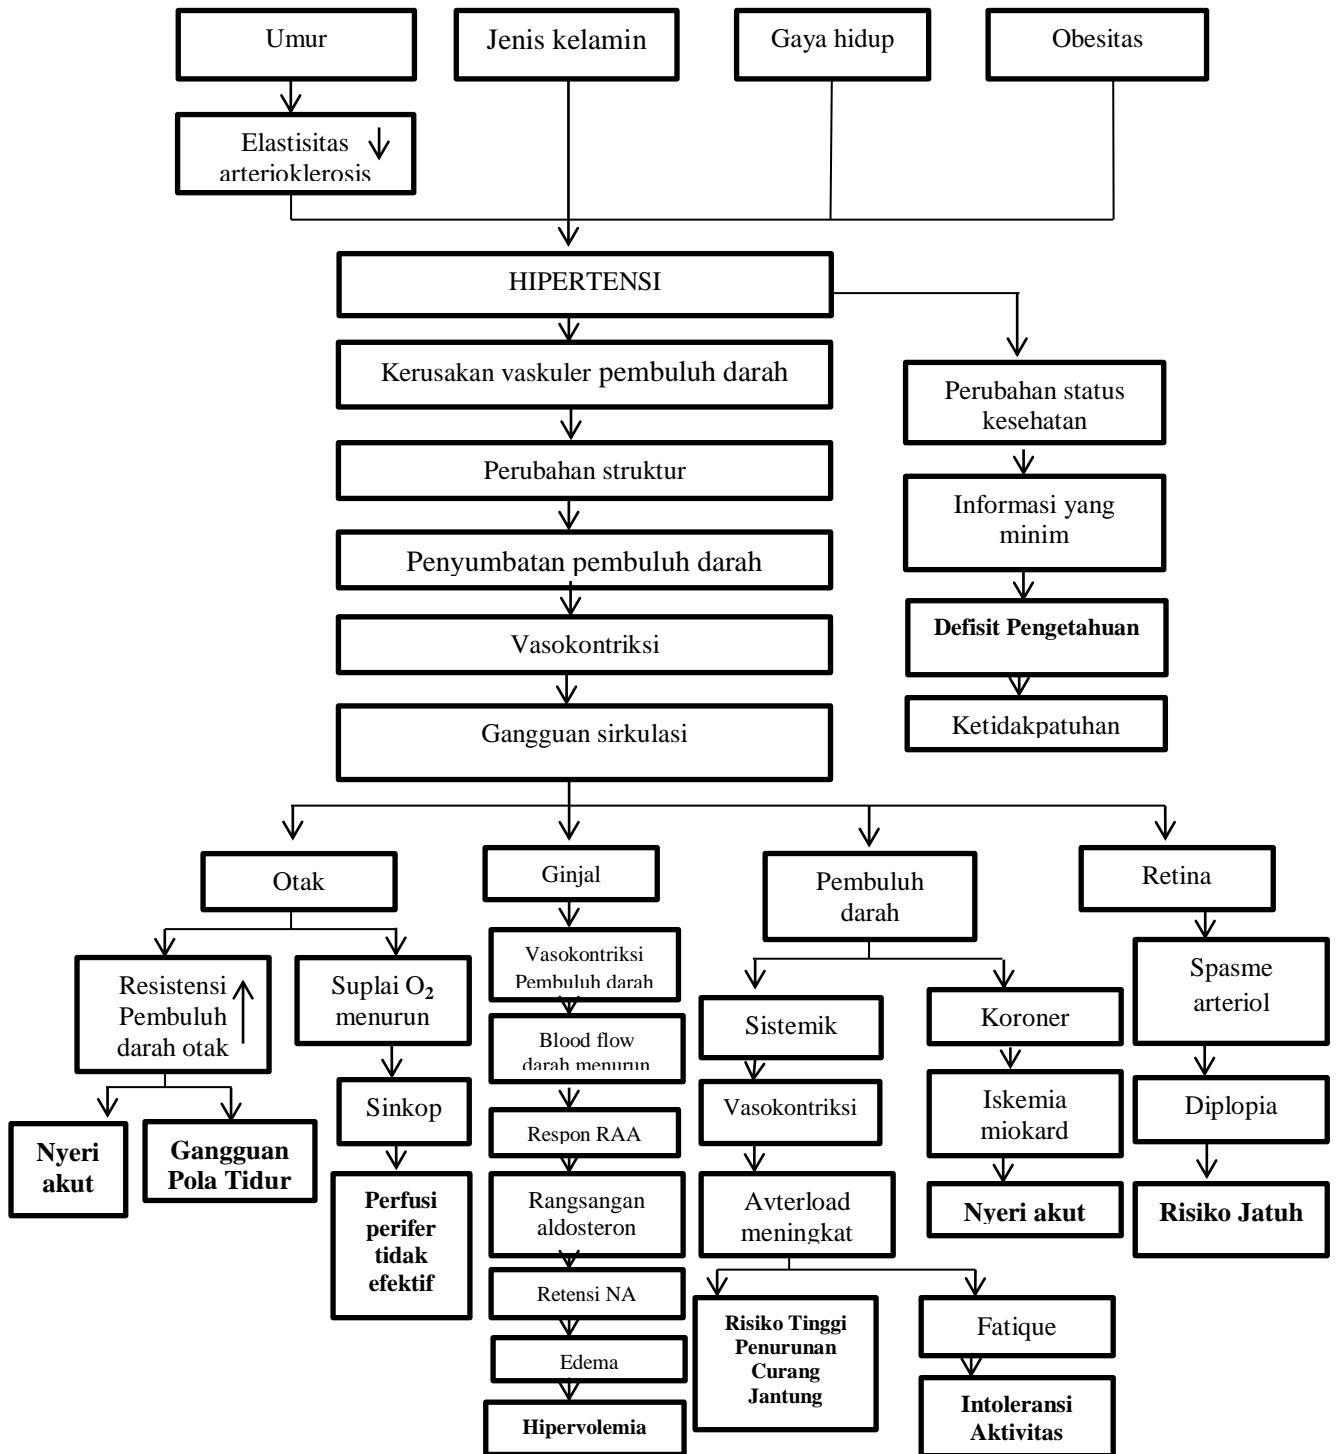 Umur
Jenis kelamin
Gaya hidup
Obesitas
Elastisitas
arterioklerosis
HIPERTENSI
Kerusakan vaskuler pembuluh darah
Perubahan struktur
Penyumbatan pembuluh darah
Vasokontriksi
Gangguan sirkulasi
Perubahan status
kesehatan
Informasi yang
minim
Defisit Pengetahuan
Ketidakpatuhan
Otak
Resistensi
Pembuluh
darah otak
Nyeri
akut
Gangguan
Pola Tidur
Suplai O₂
menurun
Sinkop
Perfusi
perifer
tidak
efektif
Ginjal
Vasokontriksi
Pembuluh darah
Blood flow
darah menurun
Respon RAA
Rangsangan
aldosteron
Retensi NA
Edema
Hipervolemia
Pembuluh
darah
Sistemik
Vasokontriksi
Avterload
meningkat
Risiko Tinggi
Penurunan
Curang
Jantung
Fatique
Intoleransi
Aktivitas
Koroner
Iskemia
miokard
Nyeri akut
Retina
Spasme
arteriol
Diplopia
Risiko Jatuh